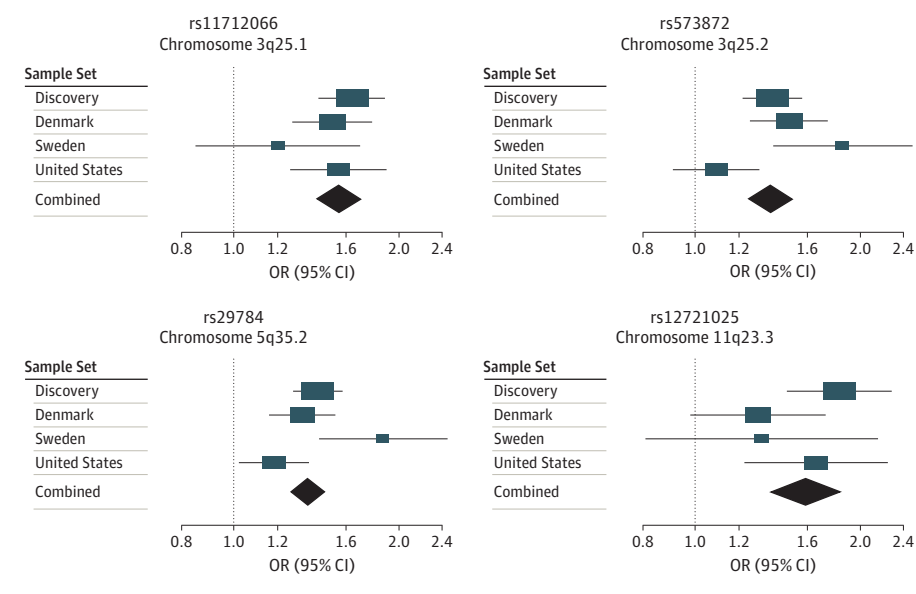 rs11712066
Chromosome 3q25.1
Sample Set
Discovery
Denmark
Sweden
United States
Combined
0.8 1.0 1.2 1.6 2.0 2.4
OR (95% CI)
rs573872
Chromosome 3q25.2
Sample Set
Discovery
Denmark
Sweden
United States
Combined
0.8 1.0 1.2 1.6 2.0 2.4
OR (95% CI)
rs29784
Chromosome 5q35.2
Sample Set
Discovery
Denmark
Sweden
United States
Combined
0.8 1.0 1.2 1.6 2.0 2.4
OR (95% CI)
rs12721025
Chromosome 11q23.3
Sample Set
Discovery
Denmark
Sweden
United States
Combined
0.8 1.0 1.2 1.6 2.0 2.4
OR (95% CI)